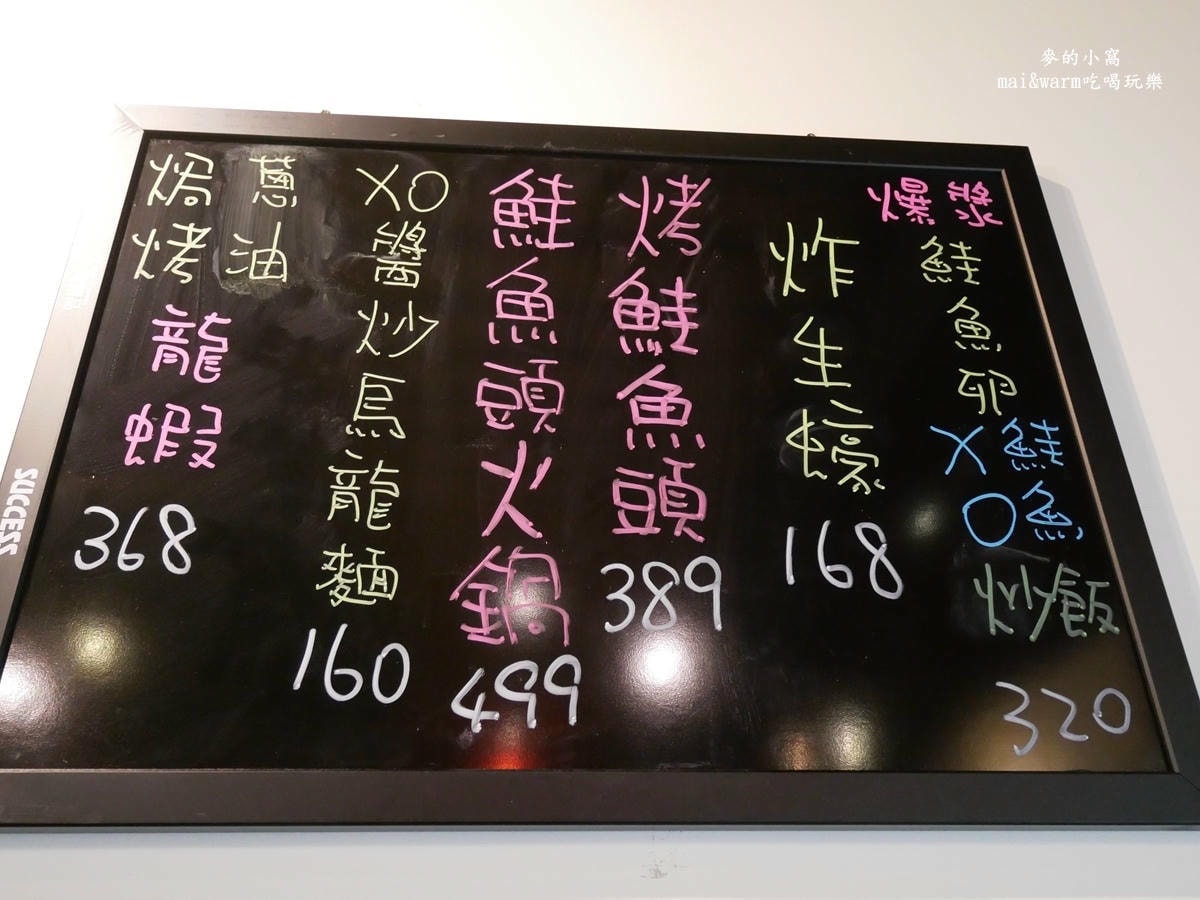 麥的小窩
mai&warm吃喝玩樂
爆漿
鮭魚卵
XO
鮭魚
炒飯
320
炸生蠔
168
烤鮭魚頭
389
鮭魚頭火鍋
499
XO醬炒烏龍麵
160
蔥油
焗烤
龍蝦
368
SUCCESS